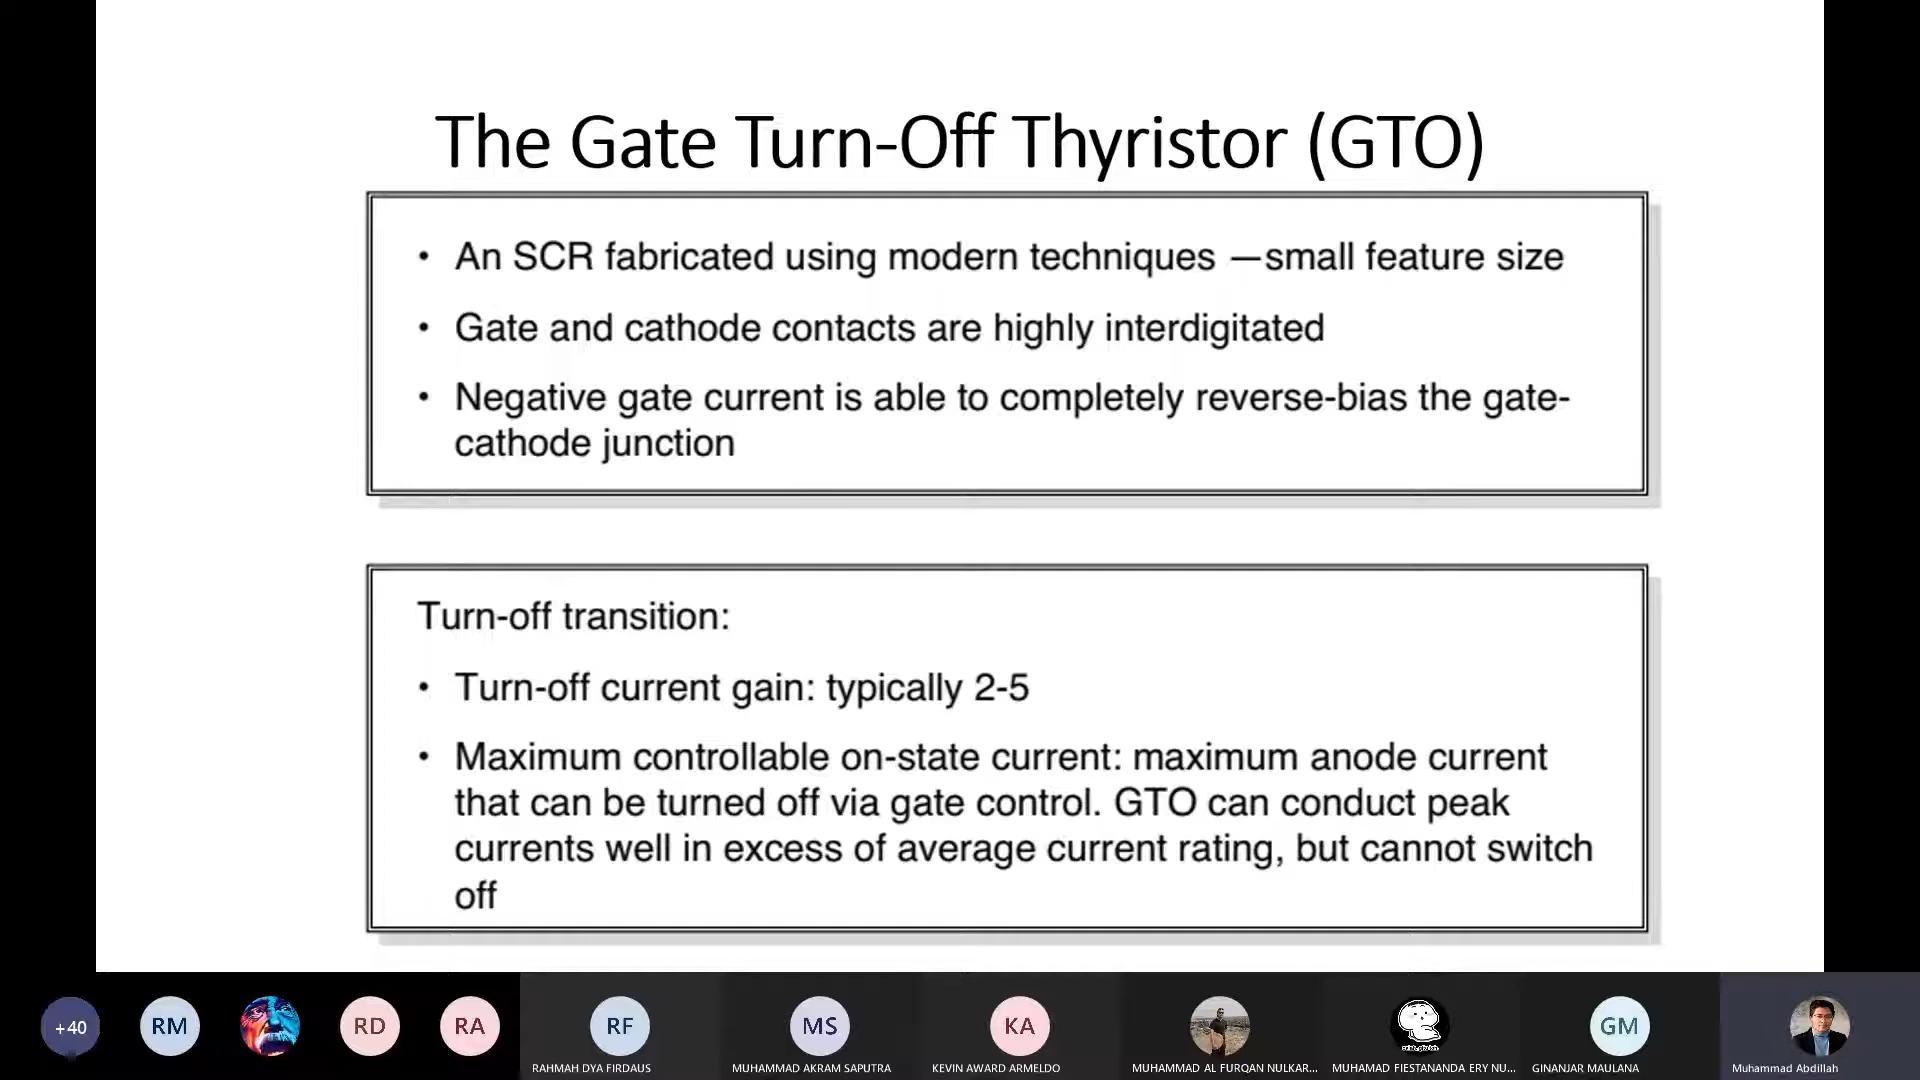 The Gate Turn-Off Thyristor (GTO)
• An SCR fabricated using modern techniques —small feature size
• Gate and cathode contacts are highly interdigitated
• Negative gate current is able to completely reverse-bias the gate-
cathode junction
Turn-off transition:
• Turn-off current gain: typically 2-5
• Maximum controllable on-state current: maximum anode current
that can be turned off via gate control. GTO can conduct peak
currents well in excess of average current rating, but cannot switch
off
+40
RM
RD
RA
RF
MS
KA
GM
RAHMAH DYA FIRDAUS
MUHAMMAD AKRAM SAPUTRA
KEVIN AWARD ARMELDO
MUHAMMAD AL FURQAN NULKAR...
MUHAMAD FIESTANANDA ERY NU...
GINANJAR MAULANA
Muhammad Abdillah